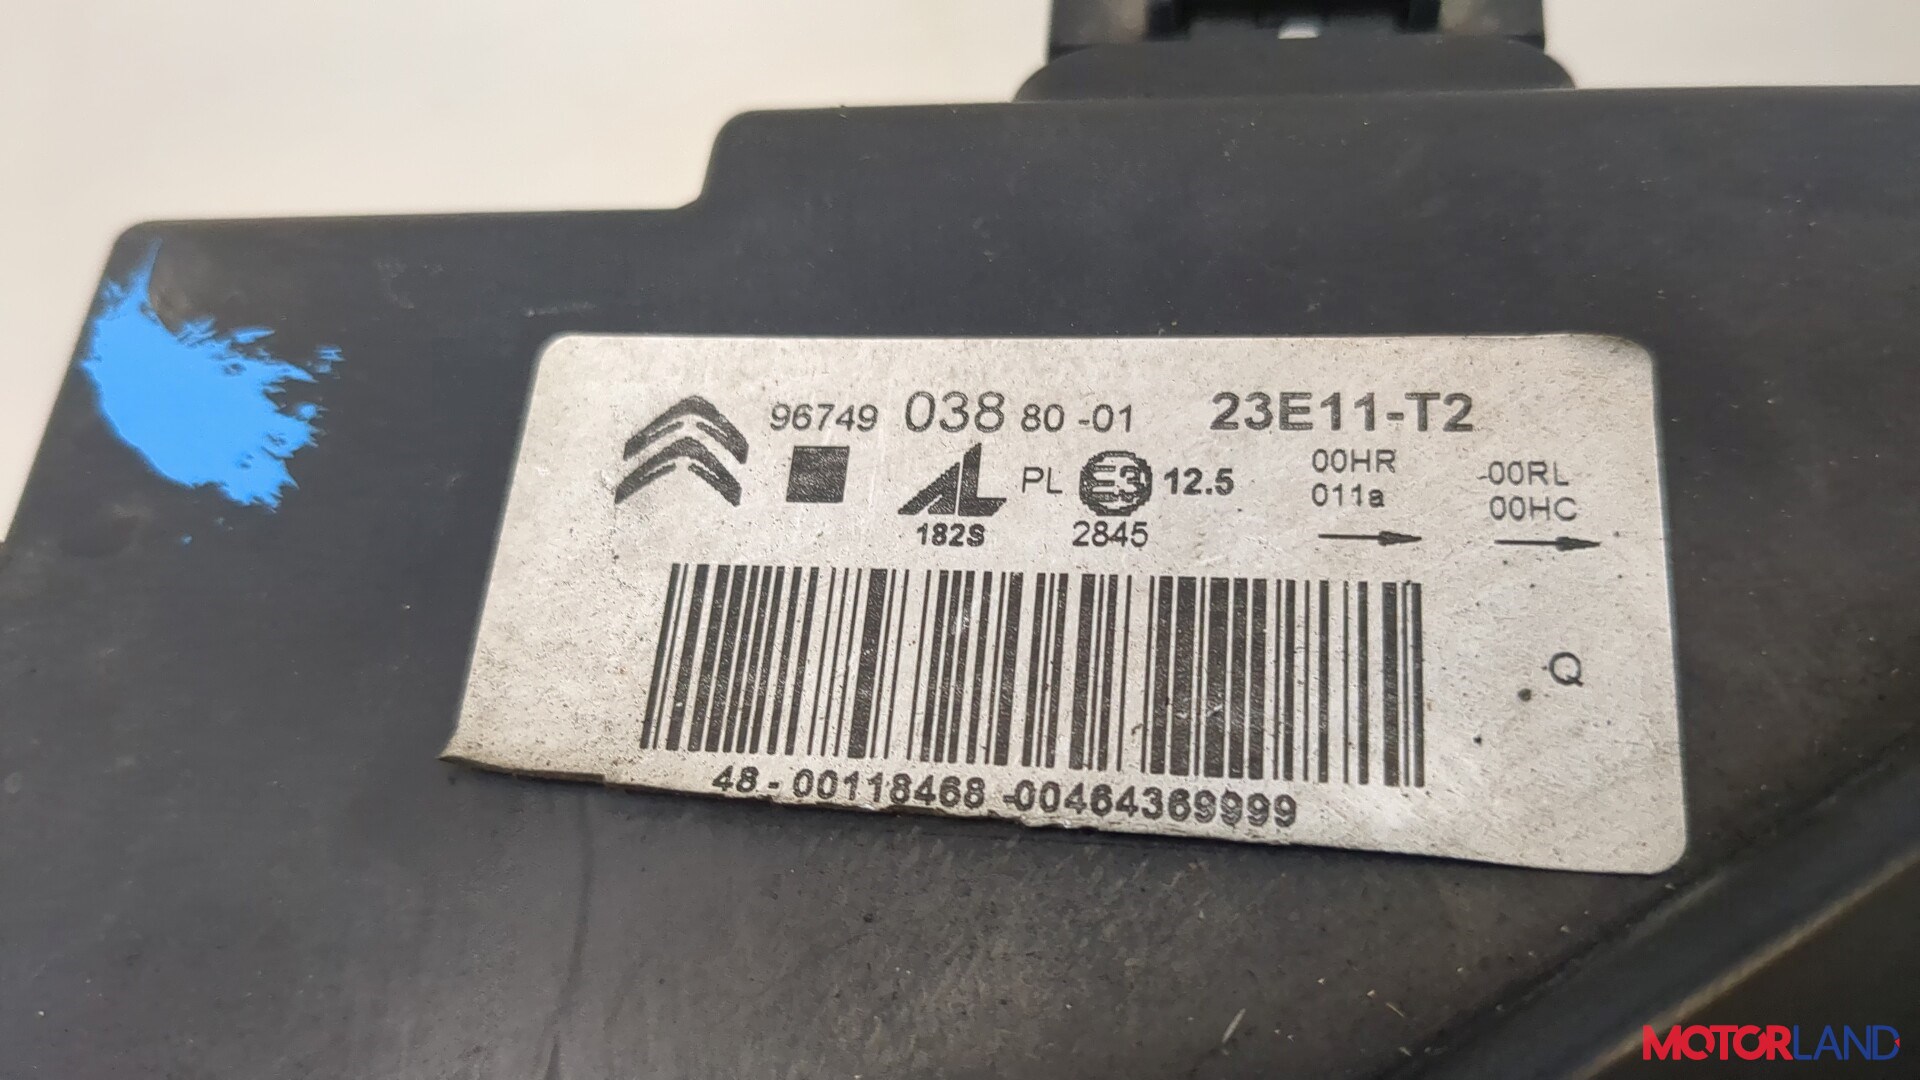 96749 038 80 -01 23E11-T2
AL PL E3 12.5 00HR -00RL
182S 2845 011a 00HC
Q
48-00118468-00464369999
MOTORLAND